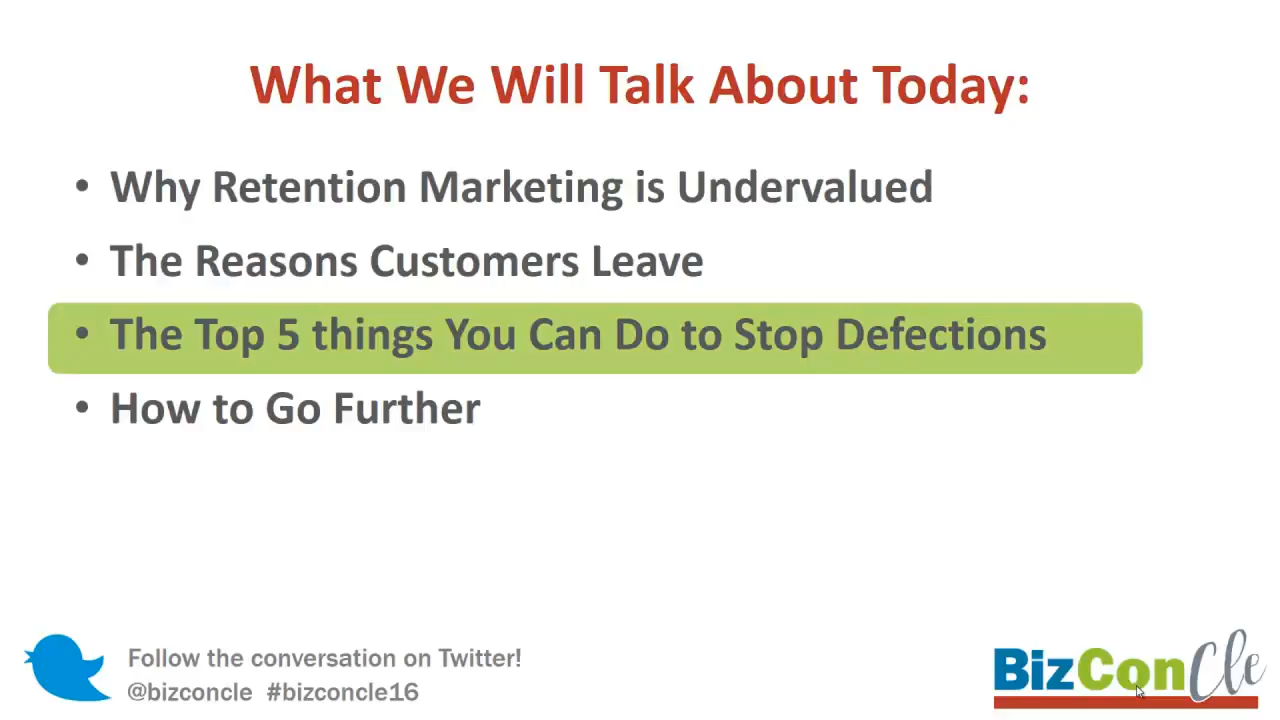 What We Will Talk About Today:
• Why Retention Marketing is Undervalued
• The Reasons Customers Leave
• The Top 5 things You Can Do to Stop Defections
• How to Go Further
Follow the conversation on Twitter!
@bizconcle #bizconcle16
BizConCle